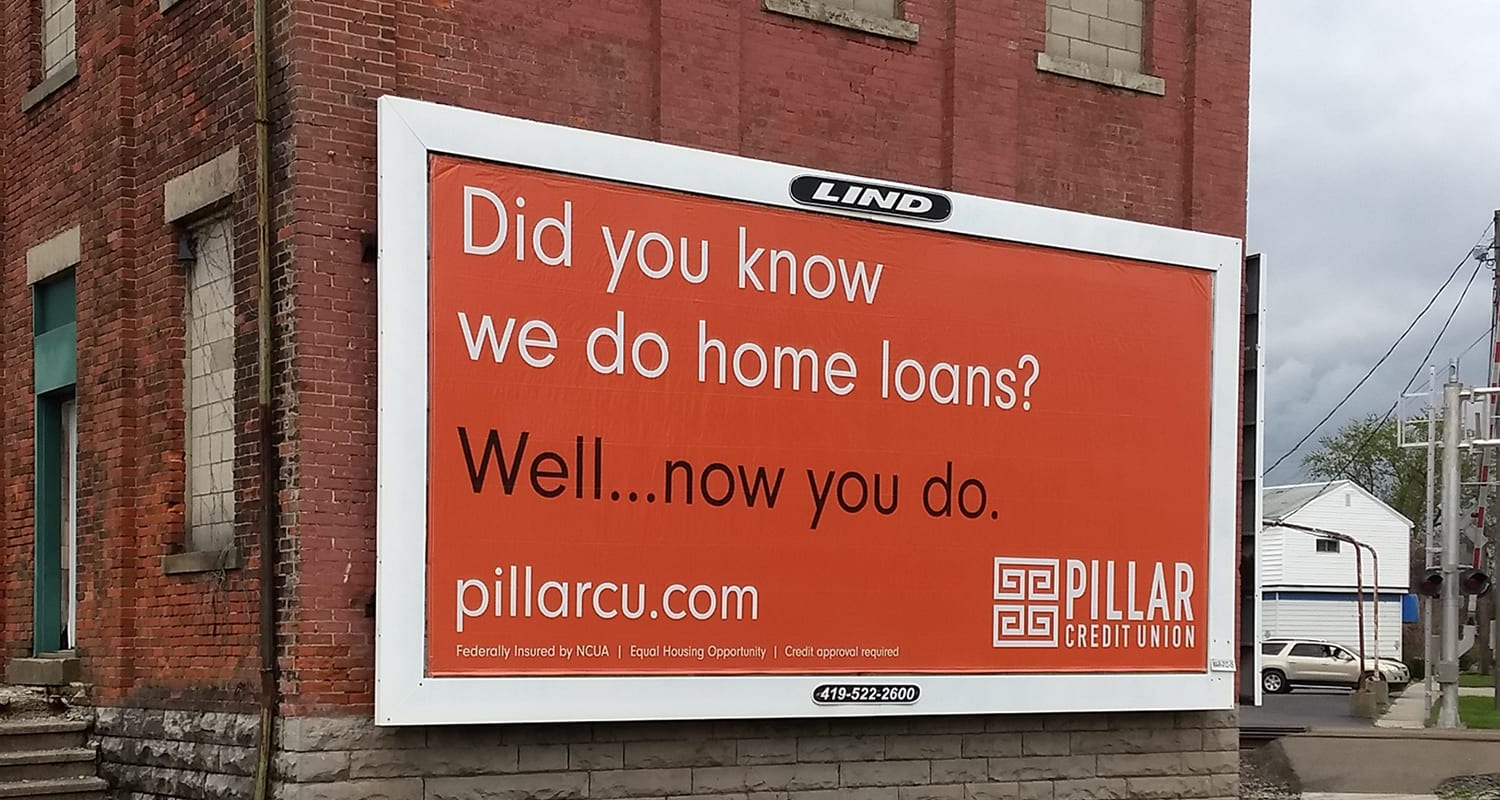 LIND
Did you know
we do home loans?
Well...now you do.
pillarcu.com
PILLAR
CREDIT UNION
Federally Insured by NCUA | Equal Housing Opportunity | Credit approval required
419-522-2600